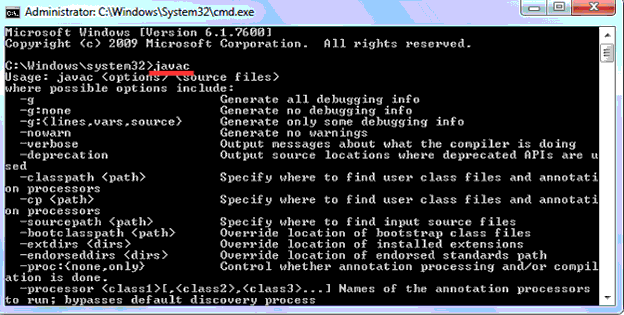 Administrator: C:\Windows\System32\cmd.exe
Microsoft Windows [Version 6.1.7600]
Copyright (c) 2009 Microsoft Corporation. All rights reserved.
C:\Windows\system32>javac
Usage: javac <options> <source files>
where possible options include:
-g Generate all debugging info
-g:none Generate no debugging info
-g:{lines,vars,source} Generate only some debugging info
-nowarn Generate no warnings
-verbose Output messages about what the compiler is doing
-deprecation Output source locations where deprecated APIs are u
sed
-classpath <path> Specify where to find user class files and annotati
on processors
-cp <path> Specify where to find user class files and annotati
on processors
-sourcepath <path> Specify where to find input source files
-bootclasspath <path> Override location of bootstrap class files
-extdirs <dirs> Override location of installed extensions
-endorseddirs <dirs> Override location of endorsed standards path
-proc:{none,only} Control whether annotation processing and/or compil
ation is done.
-processor <class1>[,<class2>,<class3>...] Names of the annotation processors
to run; bypasses default discovery process